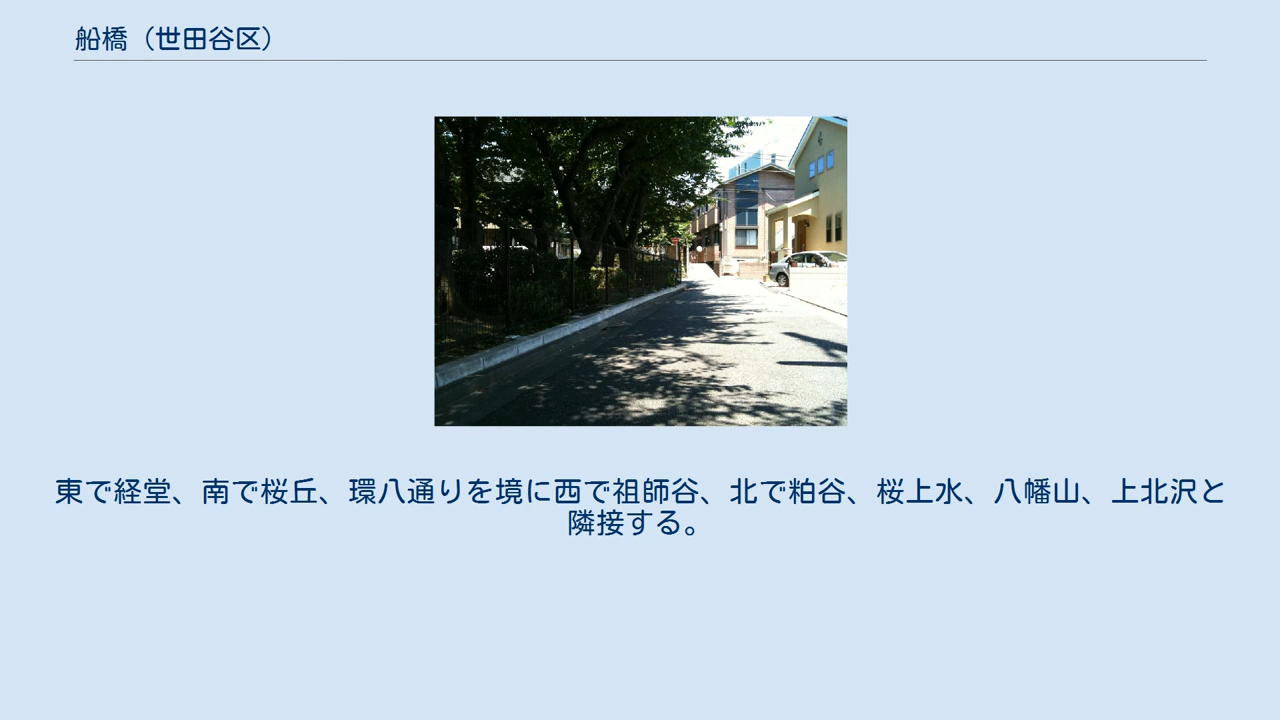 船橋（世田谷区）
東で経堂、南で桜丘、環八通りを境に西で祖師谷、北で粕谷、桜上水、八幡山、上北沢と
隣接する。